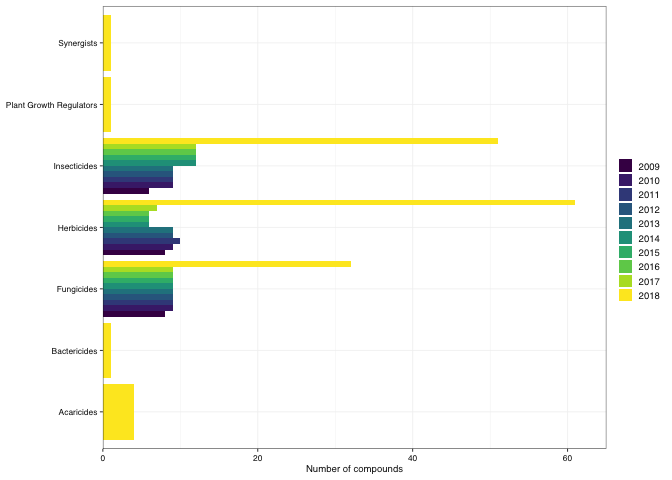 Synergists
Plant Growth Regulators
Insecticides
Herbicides
Fungicides
Bactericides
Acaricides
0
20
40
60
Number of compounds
2009
2010
2011
2012
2013
2014
2015
2016
2017
2018